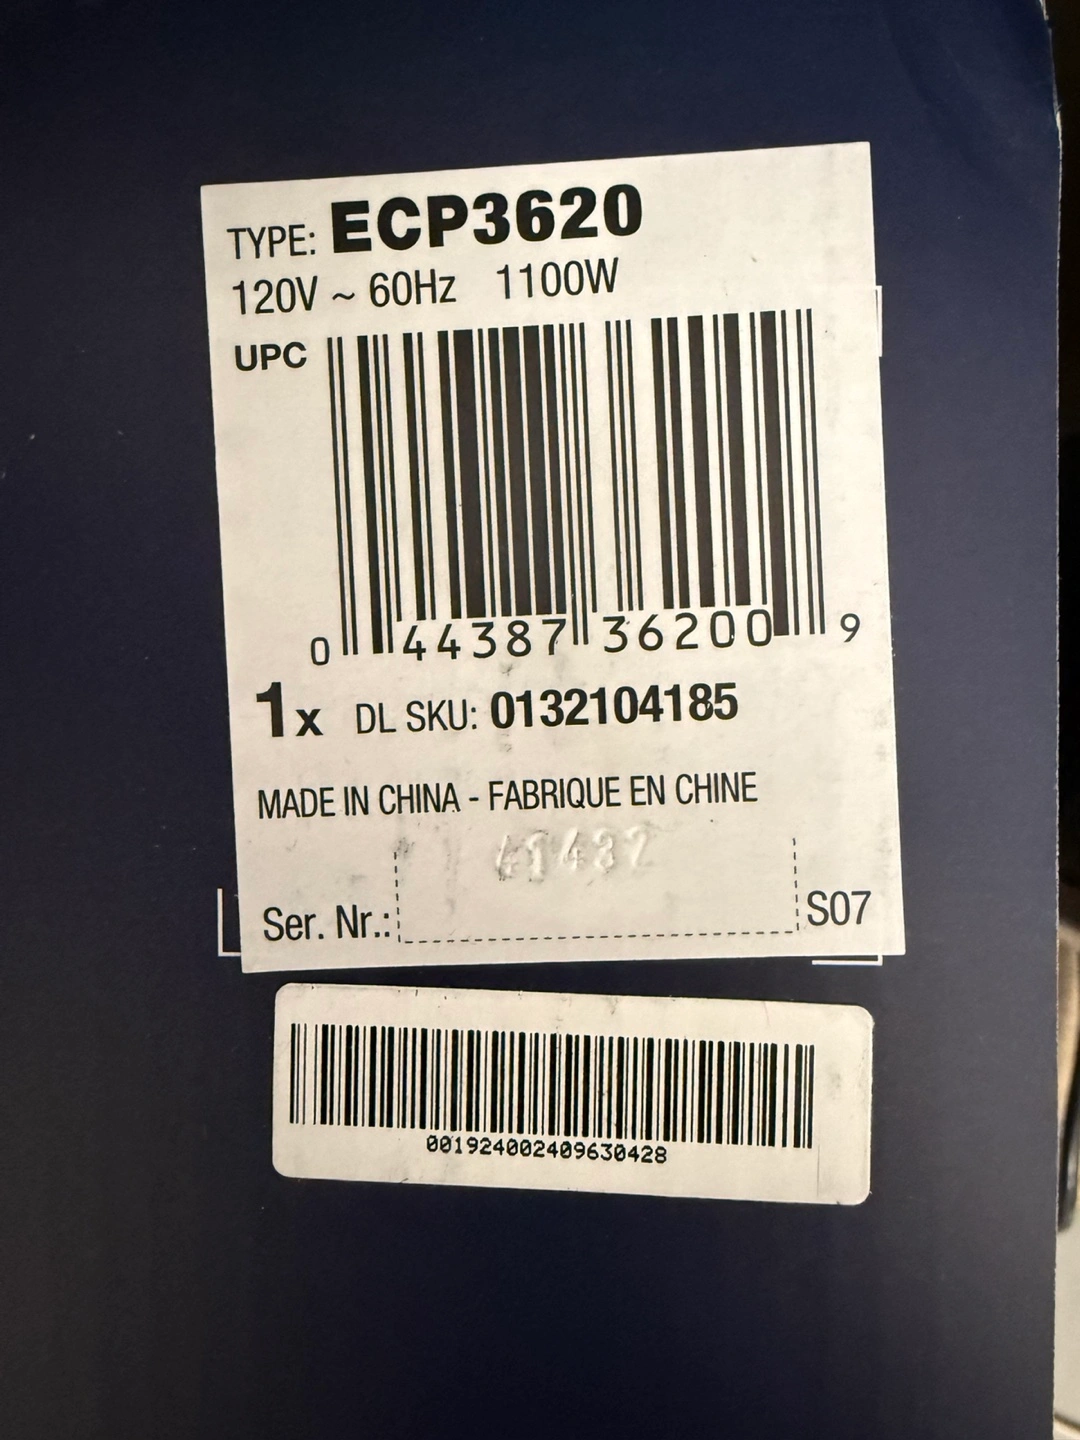 TYPE: ECP3620
120V ~ 60Hz 1100W
UPC
0 44387 36200 9
1x DL SKU: 0132104185
MADE IN CHINA - FABRIQUE EN CHINE
Ser. Nr.: S07
001924002409630428